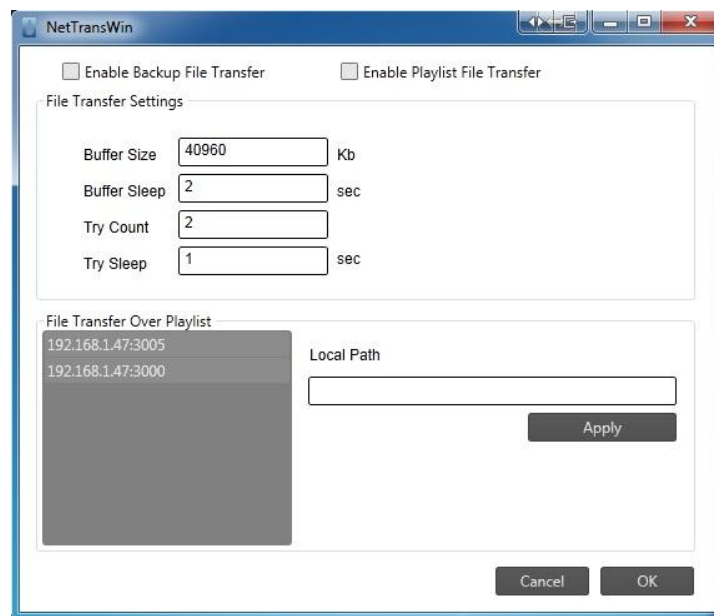 NetTransWin
Enable Backup File Transfer Enable Playlist File Transfer
File Transfer Settings
Buffer Size 40960 Kb
Buffer Sleep 2 sec
Try Count 2
Try Sleep 1 sec
File Transfer Over Playlist
192.168.1.47:3005
Local Path
192.168.1.47:3000
Apply
Cancel OK